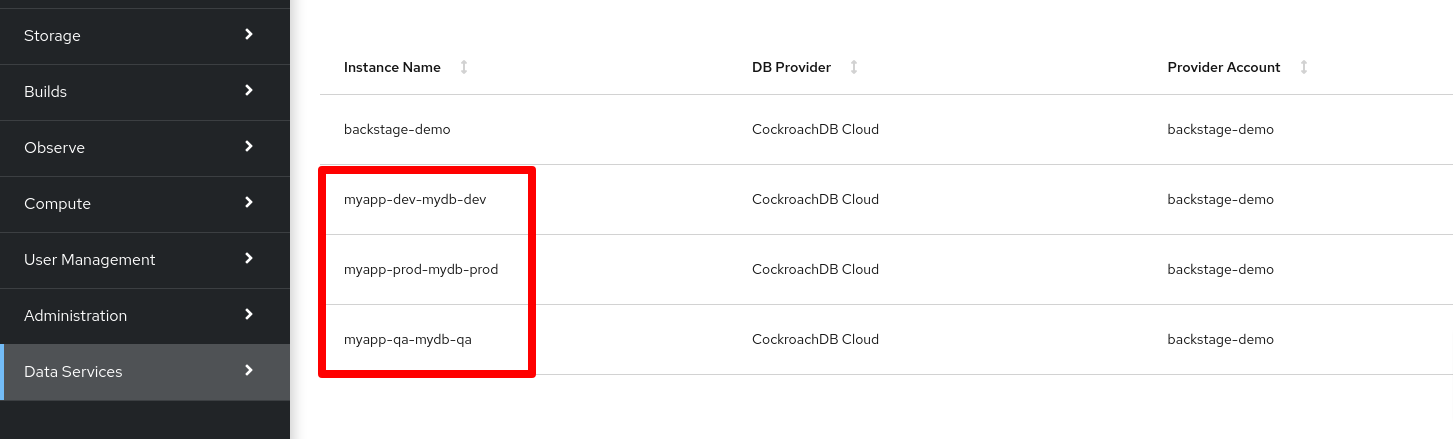 Storage
Builds
Observe
Compute
User Management
Administration
Data Services
Instance Name DB Provider Provider Account
backstage-demo CockroachDB Cloud backstage-demo
myapp-dev-mydb-dev CockroachDB Cloud backstage-demo
myapp-prod-mydb-prod CockroachDB Cloud backstage-demo
myapp-qa-mydb-qa CockroachDB Cloud backstage-demo